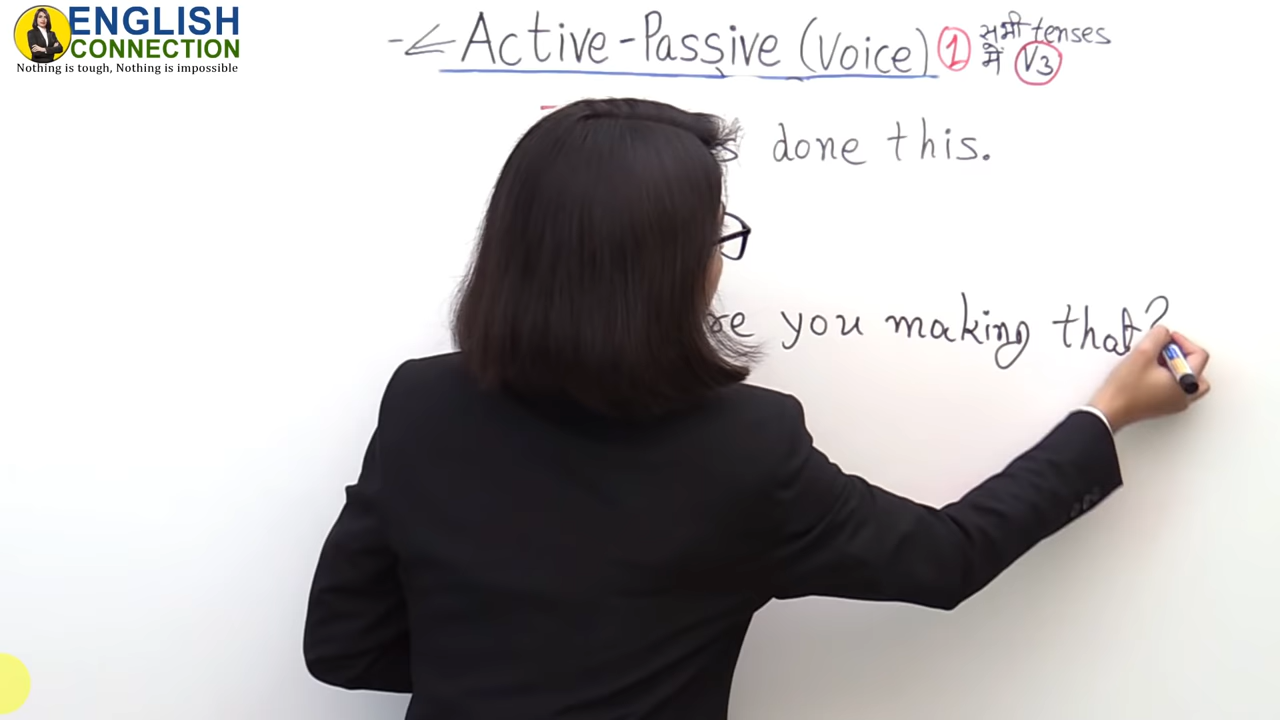 ENGLISH
CONNECTION
Nothing is tough, Nothing is impossible
Active-Passive (Voice) 1 सभी tenses
में V3
done this.
you making that?